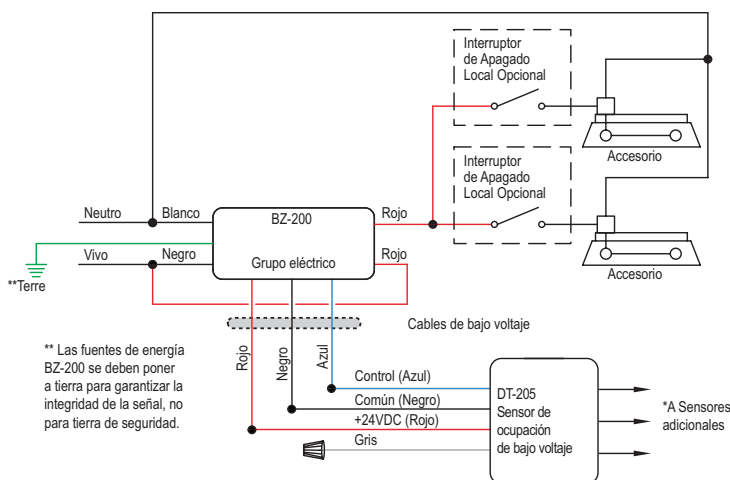 Interruptor
de Apagado
Local Opcional
Accesorio
Interruptor
de Apagado
Local Opcional
Accesorio
Neutro
Blanco
BZ-200
Rojo
Vivo
Negro
Grupo eléctrico
Rojo
**Terre
Cables de bajo voltaje
** Las fuentes de energía
BZ-200 se deben poner
a tierra para garantizar la
integridad de la señal, no
para tierra de seguridad.
Rojo
Negro
Azul
Control (Azul)
Común (Negro)
+24VDC (Rojo)
Gris
DT-205
Sensor de
ocupación
de bajo voltaje
*A Sensores
adicionales